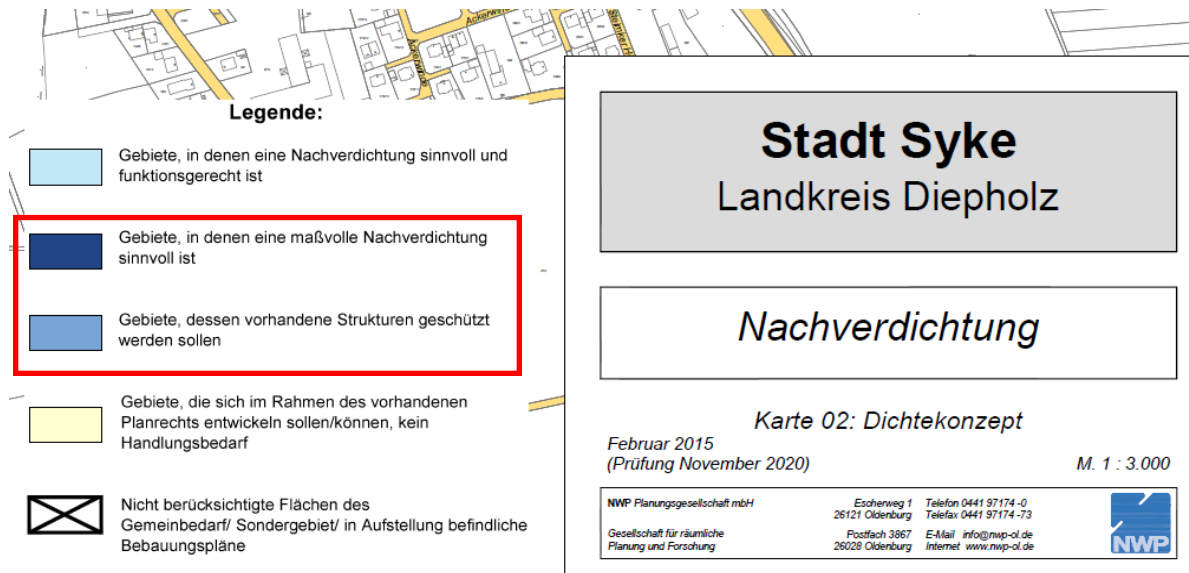 Ackerwinde
Ackerwinde
Steimker H
Legende:
Gebiete, in denen eine Nachverdichtung sinnvoll und
funktionsgerecht ist
Gebiete, in denen eine maßvolle Nachverdichtung
sinnvoll ist
Gebiete, dessen vorhandene Strukturen geschützt
werden sollen
Gebiete, die sich im Rahmen des vorhandenen
Planrechts entwickeln sollen/können, kein
Handlungsbedarf
Nicht berücksichtigte Flächen des
Gemeinbedarf/ Sondergebiet/ in Aufstellung befindliche
Bebauungspläne
Stadt Syke
Landkreis Diepholz
Nachverdichtung
Karte 02: Dichtekonzept
Februar 2015
(Prüfung November 2020) M. 1 : 3.000
NWP Planungsgesellschaft mbH Escherweg 1 Telefon 0441 97174 -0
26121 Oldenburg Telefax 0441 97174 -73
Gesellschaft für räumliche Postfach 3867 E-Mail info@nwp-ol.de
Planung und Forschung 26028 Oldenburg Internet www.nwp-ol.de
NWP